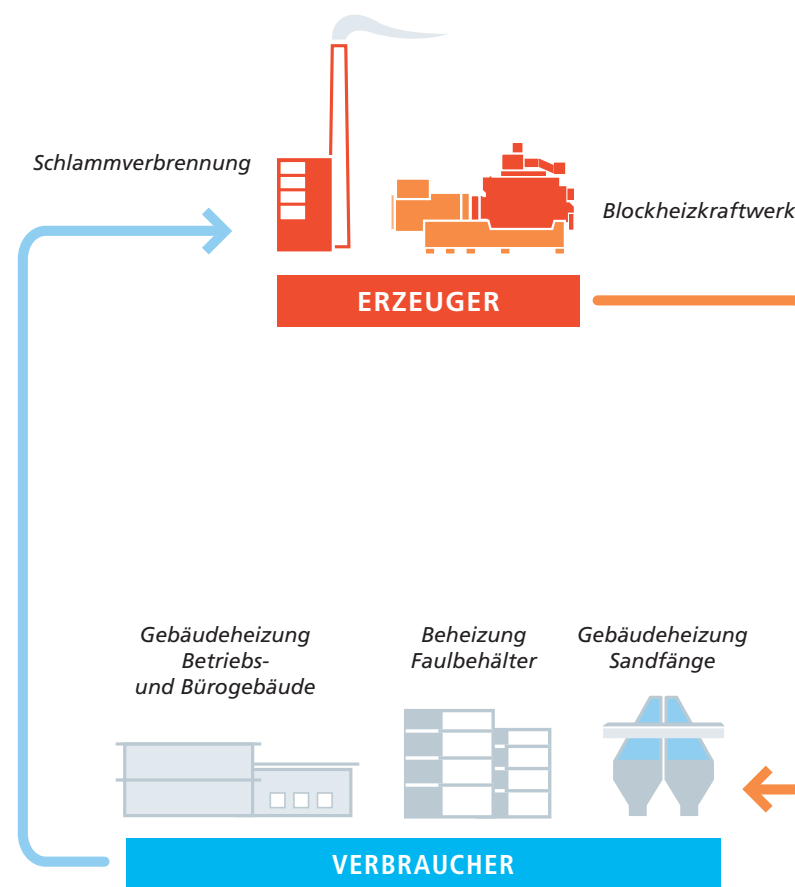 Schlammverbrennung
Blockheizkraftwerk
ERZEUGER
Gebäudeheizung
Betriebs-
und Bürogebäude
Beheizung
Faulbehälter
Gebäudeheizung
Sandfänge
VERBRAUCHER